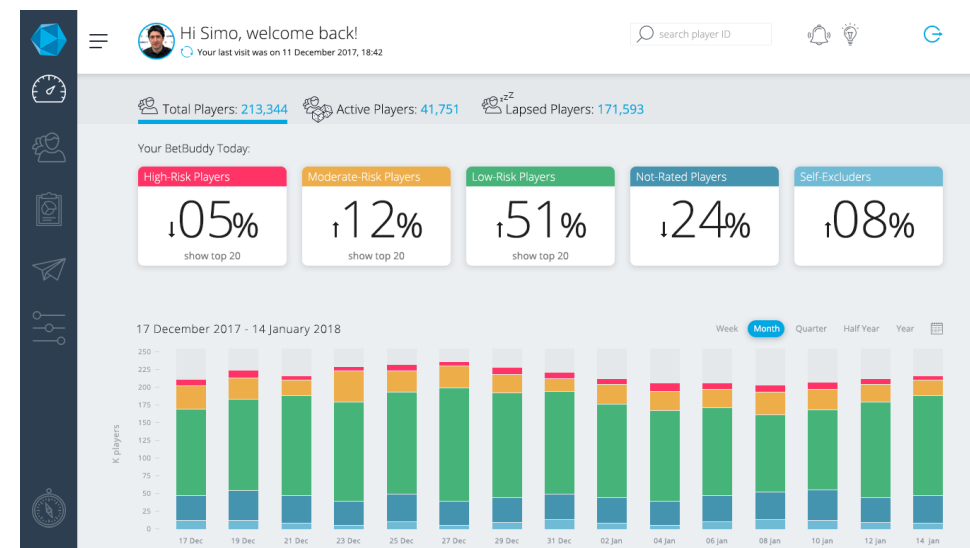 Hi Simo, welcome back!
Your last visit was on 11 December 2017, 18:42
search player ID
Total Players: 213,344
Active Players: 41,751
zzZ
Lapsed Players: 171,593
Your BetBuddy Today:
High-Risk Players
Moderate-Risk Players
Low-Risk Players
Not-Rated Players
Self-Excluders
↓05%
↑12%
↑51%
↓24%
↑08%
show top 20
show top 20
show top 20
17 December 2017 - 14 January 2018
Week
Month
Quarter
Half Year
Year
250
225
200
175
150
125
100
75
50
25
0
K players
17 Dec
19 Dec
21 Dec
23 Dec
25 Dec
27 Dec
29 Dec
31 Dec
02 Jan
04 Jan
06 jan
08 jan
10 jan
12 jan
14 jan